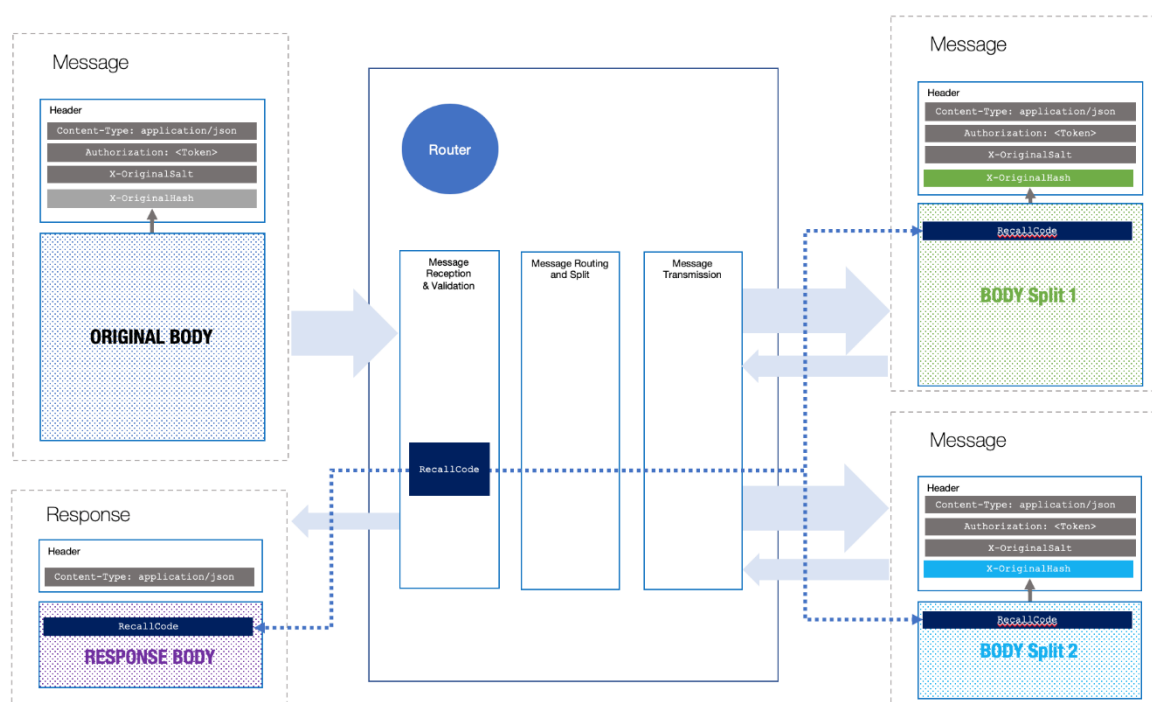 Message
Header
Content-Type: application/json
Authorization: <Token>
X-OriginalSalt
X-OriginalHash
ORIGINAL BODY
Response
Header
Content-Type: application/json
RecallCode
RESPONSE BODY
Router
Message
Reception
& Validation
RecallCode
Message Routing
and Split
Message
Transmission
Message
Header
Content-Type: application/json
Authorization: <Token>
X-OriginalSalt
X-OriginalHash
RecallCode
BODY Split 1
Message
Header
Content-Type: application/json
Authorization: <Token>
X-OriginalSalt
X-OriginalHash
RecallCode
BODY Split 2